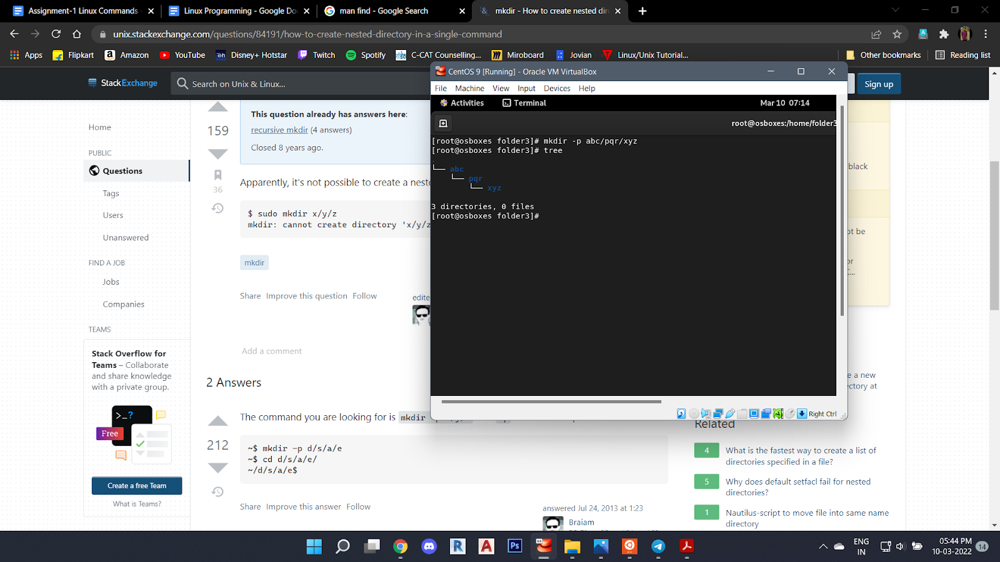 Assignment-1 Linux Commands
Linux Programming - Google Do
man find - Google Search
mkdir - How to create nested dir
unix.stackexchange.com/questions/84191/how-to-create-nested-directory-in-a-single-command
Apps
Flipkart
Amazon
YouTube
Disney+ Hotstar
Twitch
Spotify
C-CAT Counselling...
Miroboard
Jovian
Linux/Unix Tutorial...
Other bookmarks
Reading list
StackExchange
Search on Unix & Linux...
Sign up
Home
PUBLIC
Questions
Tags
Users
Unanswered
FIND A JOB
Jobs
Companies
TEAMS
Stack Overflow for
Teams – Collaborate
and share knowledge
with a private group.
>_?
Free
Create a free Team
What is Teams?
159
36
This question already has answers here:
recursive mkdir (4 answers)
Closed 8 years ago.
Apparently, it's not possible to create a neste
$ sudo mkdir x/y/z
mkdir: cannot create directory 'x/y/z
mkdir
Share Improve this question Follow
edite
Add a comment
2 Answers
212
The command you are looking for is mkdir
~$ mkdir -p d/s/a/e
~$ cd d/s/a/e/
~/d/s/a/e$
Share Improve this answer Follow
answered Jul 24, 2013 at 1:23
Braiam
CentOS 9 [Running] - Oracle VM VirtualBox
File Machine View Input Devices Help
Activities
Terminal
Mar 10 07:14
root@osboxes:/home/folder3
[root@osboxes folder3]# mkdir -p abc/pqr/xyz
[root@osboxes folder3]# tree
.
└── abc
    └── pqr
        └── xyz
3 directories, 0 files
[root@osboxes folder3]#
Right Ctrl
black
ot be
or
C...
e a new
ectory at
Related
4 What is the fastest way to create a list of
directories specified in a file?
5 Why does default setfacl fail for nested
directories?
1 Nautilus-script to move file into same name
directory
R
A
Ps
ENG
IN
05:44 PM
10-03-2022
14